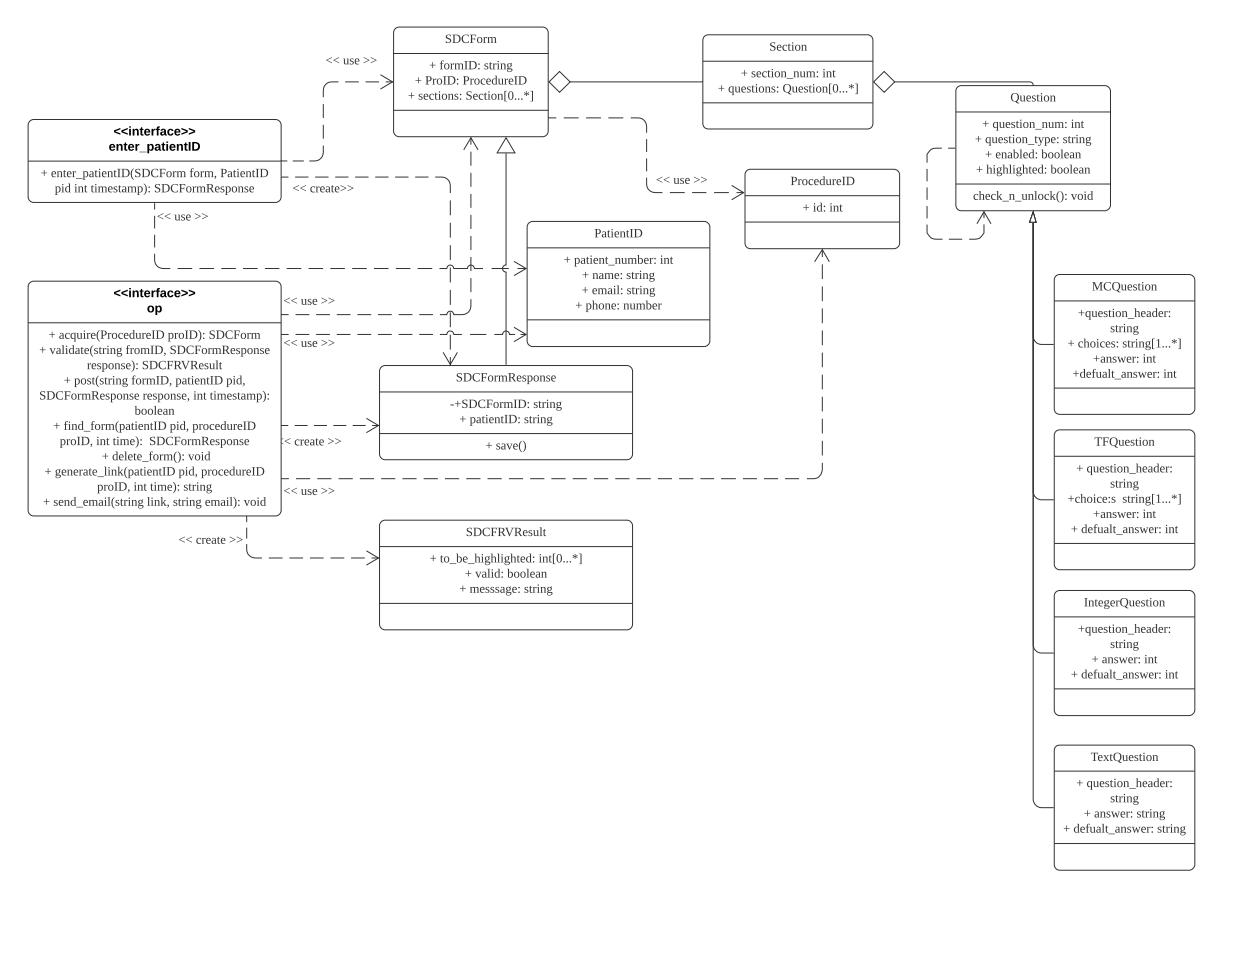 SDCForm
+ formID: string
+ ProID: ProcedureID
+ sections: Section[0...*]
Section
+ section_num: int
+ questions: Question[0...*]
Question
+ question_num: int
+ question_type: string
+ enabled: boolean
+ highlighted: boolean
check_n_unlock(): void
<< use >>
<<interface>>
enter_patientID
+ enter_patientID(SDCForm form, PatientID
pid int timestamp): SDCFormResponse
<< create>>
<< use >>
<< use >>
ProcedureID
+ id: int
PatientID
+ patient_number: int
+ name: string
+ email: string
+ phone: number
<<interface>>
op
+ acquire(ProcedureID proID): SDCForm
+ validate(string fromID, SDCFormResponse
response): SDCFRVResult
+ post(string formID, patientID pid,
SDCFormResponse response, int timestamp):
boolean
+ find_form(patientID pid, procedureID
proID, int time):  SDCFormResponse
+ delete_form(): void
+ generate_link(patientID pid, procedureID
proID, int time): string
+ send_email(string link, string email): void
<< use >>
<< use >>
<< create >>
<< use >>
<< create >>
SDCFormResponse
-+SDCFormID: string
+ patientID: string
+ save()
SDCFRVResult
+ to_be_highlighted: int[0...*]
+ valid: boolean
+ messsage: string
MCQuestion
+question_header:
string
+ choices: string[1...*]
+answer: int
+defualt_answer: int
TFQuestion
+ question_header:
string
+choice:s  string[1...*]
+answer: int
+ defualt_answer: int
IntegerQuestion
+question_header:
string
+ answer: int
+ defualt_answer: int
TextQuestion
+ question_header:
string
+ answer: string
+ defualt_answer: string